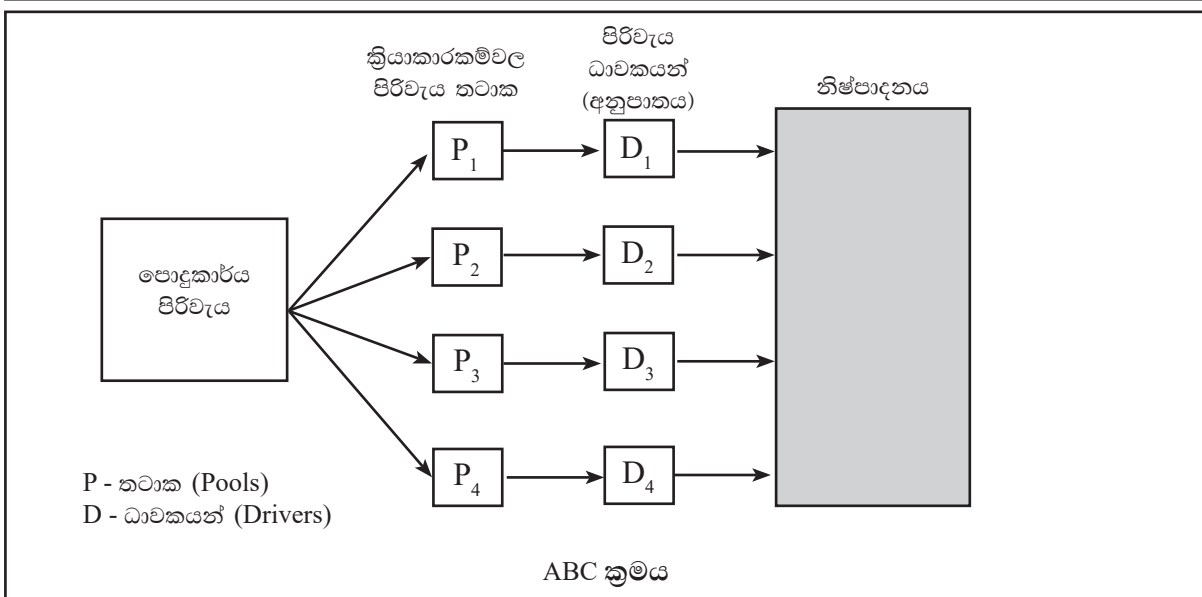 ක්‍රියාකාරකම්වල
පිරිවැය තටාක
පිරිවැය
ධාවකයන්
(අනුපාතය)
නිෂ්පාදනය
පොදුකාර්ය
පිරිවැය
P₁
D₁
P₂
D₂
P₃
D₃
P₄
D₄
P - තටාක (Pools)
D - ධාවකයන් (Drivers)
ABC ක්‍රමය